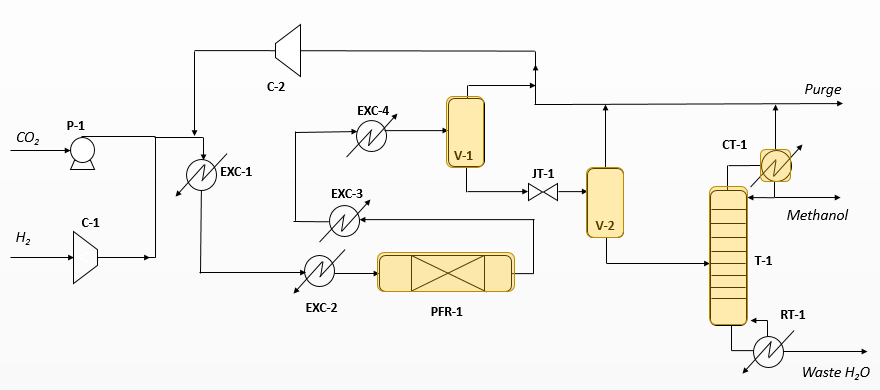 C-2
Purge
EXC-4
P-1
CO₂
CT-1
V-1
EXC-1
JT-1
EXC-3
V-2
Methanol
C-1
H₂
T-1
EXC-2
PFR-1
RT-1
Waste H₂O